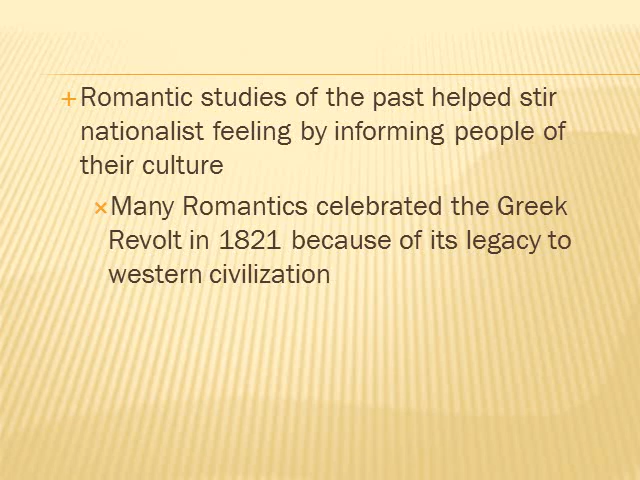 Romantic studies of the past helped stir
nationalist feeling by informing people of
their culture
Many Romantics celebrated the Greek
Revolt in 1821 because of its legacy to
western civilization